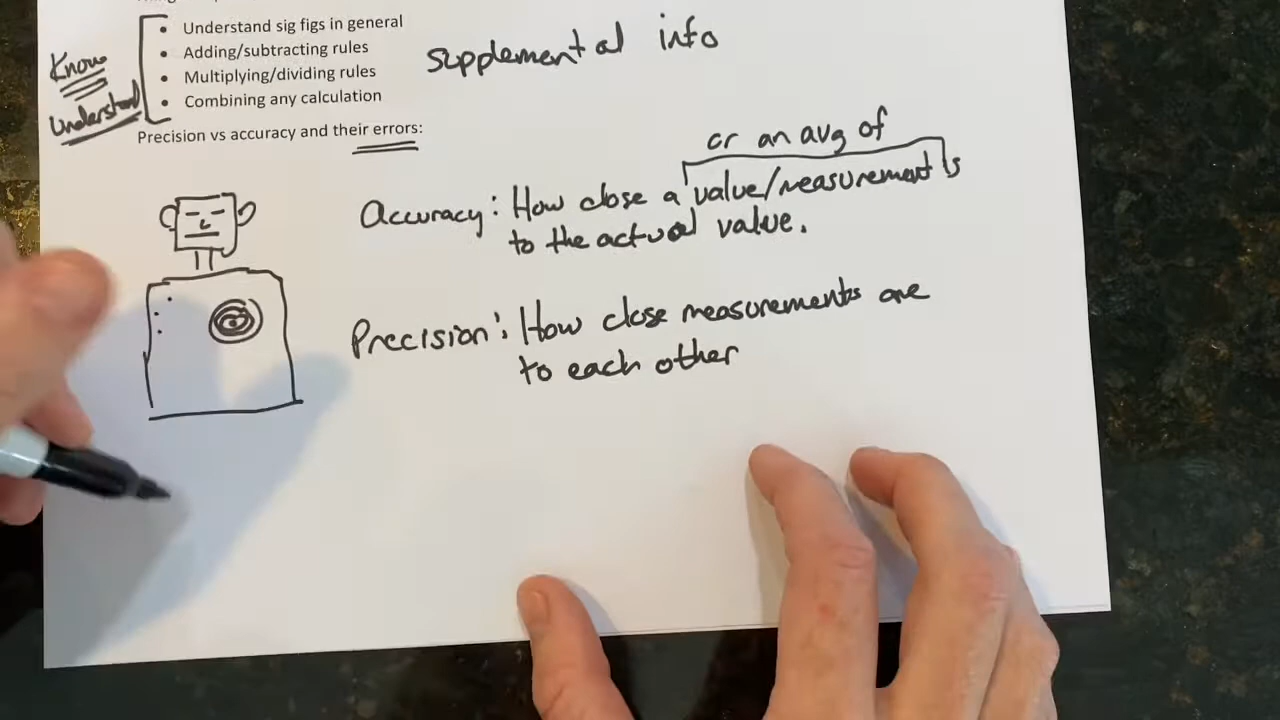 • Understand sig figs in general
• Adding/subtracting rules
• Multiplying/dividing rules
• Combining any calculation
Know
Understand
supplemental info
Precision vs accuracy and their errors:
or an avg of
Accuracy: How close a value/measurement is
to the actual value.
Precision: How close measurements are
to each other